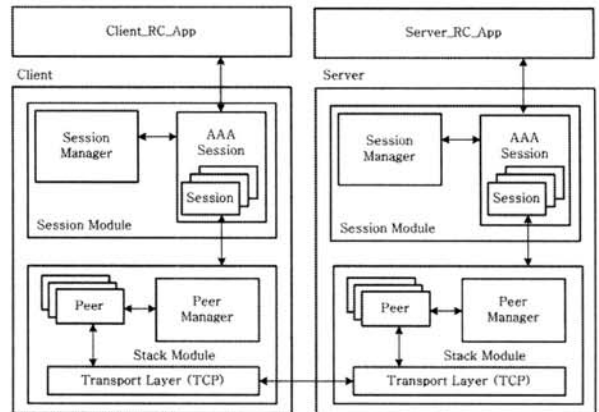 Client_RC_App
Server_RC_App
Client
Server
Session
Manager
AAA
Session
Session
Session Module
Session
Manager
AAA
Session
Session
Session Module
Peer
Peer
Manager
Stack Module
Transport Layer (TCP)
Peer
Peer
Manager
Stack Module
Transport Layer (TCP)